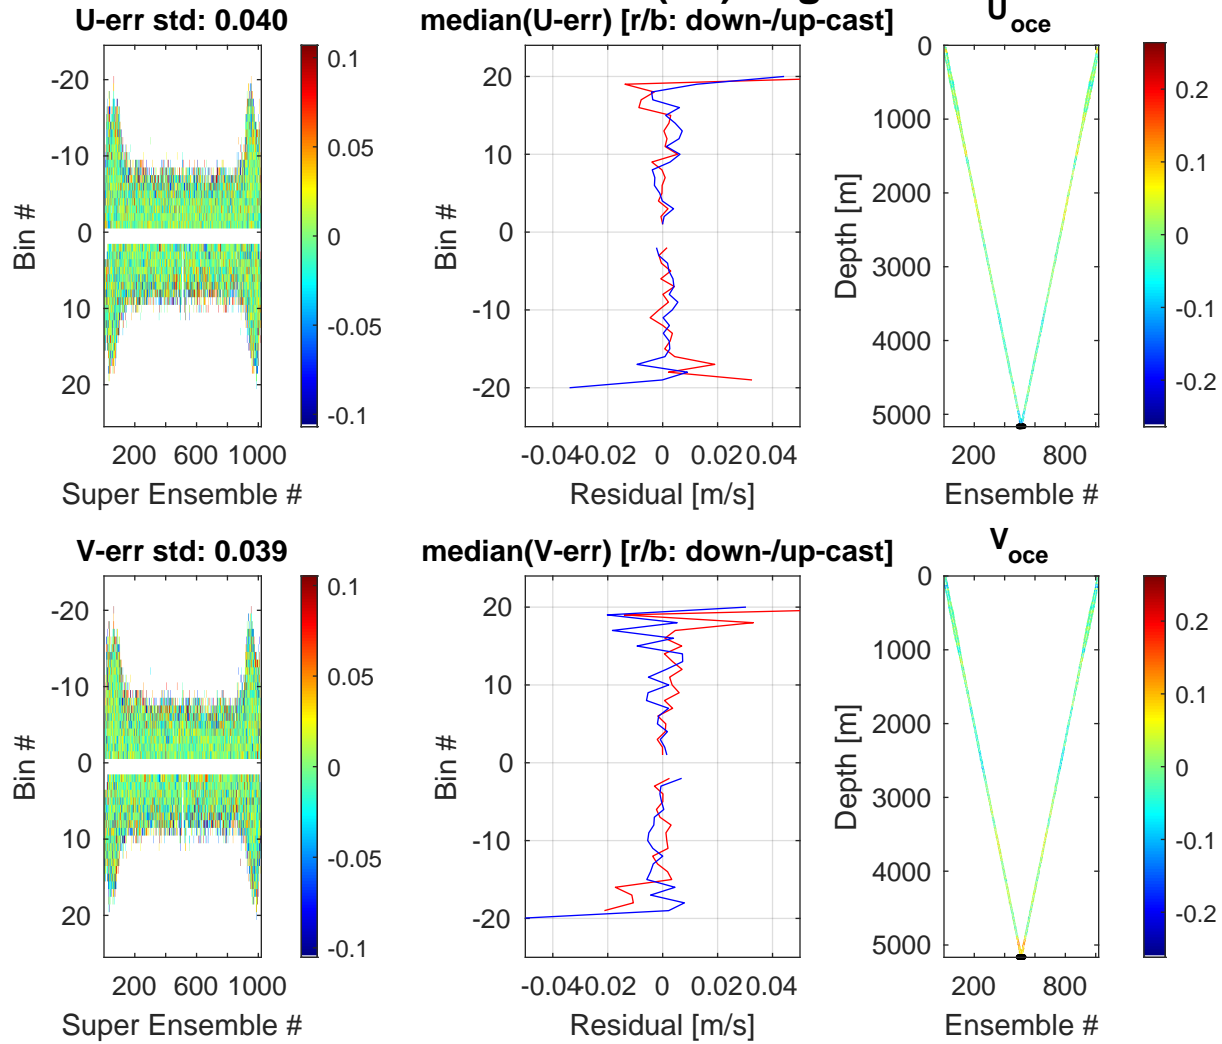 U-err std: 0.040
median(U-err) [r/b: down-/up-cast]
U oce
-20
-10
0
10
20
Bin #
200 600 1000
Super Ensemble #
0.1
0.05
0
-0.05
-0.1
20
10
0
-10
-20
Bin #
-0.04 -0.02 0 0.02 0.04
Residual [m/s]
0
1000
2000
3000
4000
5000
Depth [m]
200 800
Ensemble #
0.2
0.1
0
-0.1
-0.2
V-err std: 0.039
median(V-err) [r/b: down-/up-cast]
V oce
-20
-10
0
10
20
Bin #
200 600 1000
Super Ensemble #
0.1
0.05
0
-0.05
-0.1
20
10
0
-10
-20
Bin #
-0.04 -0.02 0 0.02 0.04
Residual [m/s]
0
1000
2000
3000
4000
5000
Depth [m]
200 800
Ensemble #
0.2
0.1
0
-0.1
-0.2